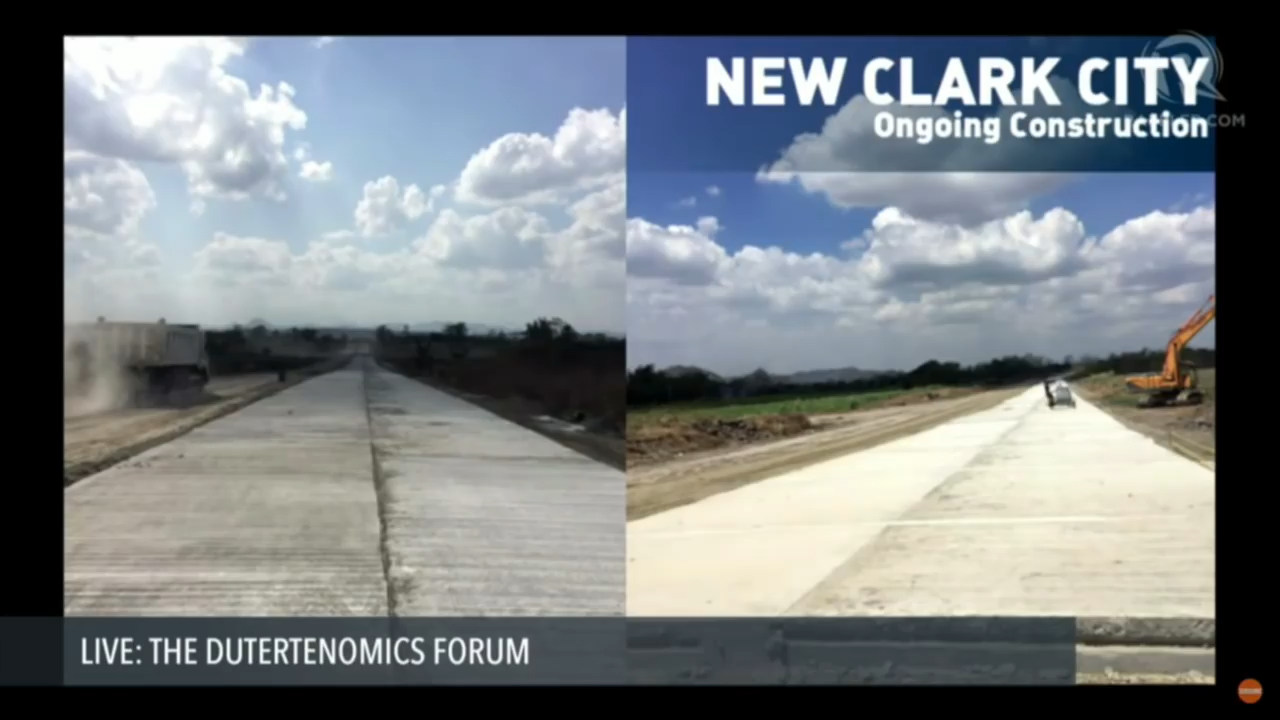 NEW CLARK CITY
Ongoing Construction
LIVE: THE DUTERTENOMICS FORUM